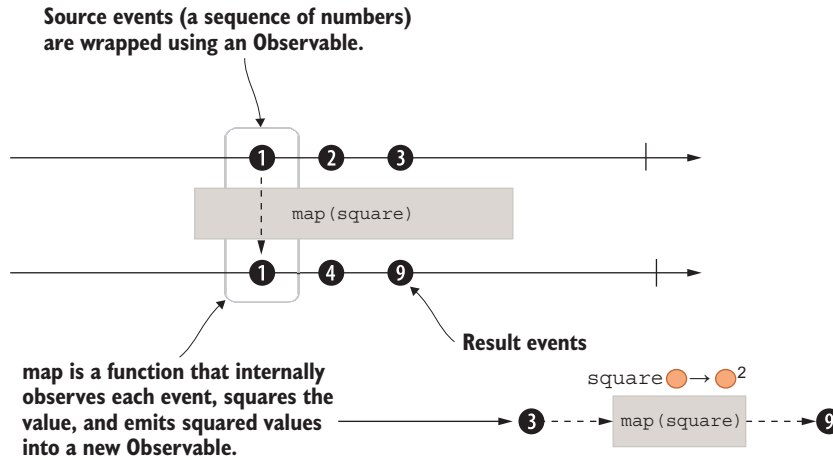 Source events (a sequence of numbers)
are wrapped using an Observable.
1 2 3
map(square)
1 4 9
Result events
map is a function that internally
observes each event, squares the
value, and emits squared values
into a new Observable.
square → 2
3 map(square) 9